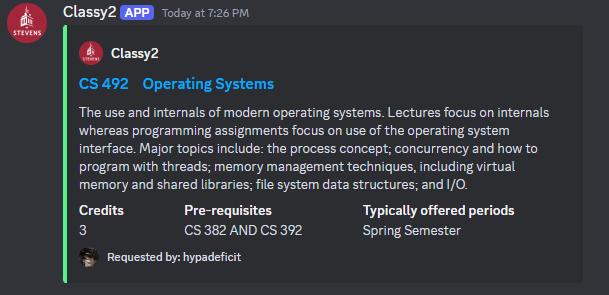 Classy2 APP Today at 7:26 PM
STEVENS
Classy2
CS 492 Operating Systems
The use and internals of modern operating systems. Lectures focus on internals
whereas programming assignments focus on use of the operating system
interface. Major topics include: the process concept; concurrency and how to
program with threads; memory management techniques, including virtual
memory and shared libraries; file system data structures; and I/O.
Credits Pre-requisites Typically offered periods
3 CS 382 AND CS 392 Spring Semester
Requested by: hypadeficit